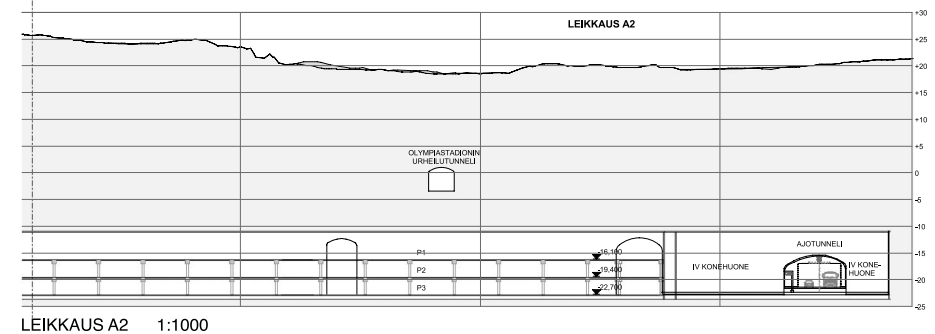 LEIKKAUS A2
+30
+25
+20
+15
+10
OLYMPIASTADIONIN
URHEILUTUNNELI
+5
0
-5
-10
P1
-16,100
AJOTUNNELI
-15
P2
-19,400
IV KONEHUONE
IV KONE-
HUONE
-20
P3
-22,700
-25
LEIKKAUS A2 1:1000